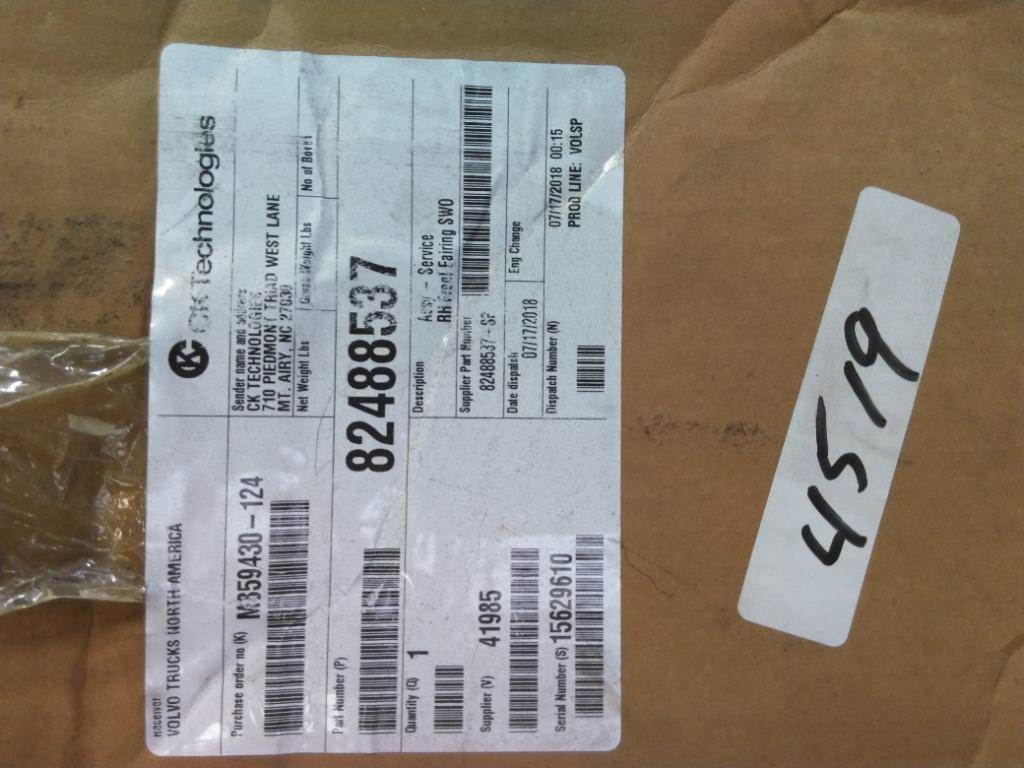 Receiver
VOLVO TRUCKS NORTH AMERICA
CK Technologies
Purchase order no (K)
M359430-124
Sender name and address
CK TECHNOLOGIES
710 PIEDMONT TRIAD WEST LANE
MT. AIRY, NC 27030
Net Weight Lbs
Gross Weight Lbs
No of Boxes
Part Number (P)
82488537
Quantity (Q)
1
Description
Assy - Service
RH Front Fairing SWO
Supplier (V)
41985
Supplier Part Number
82488537-SP
Date dispatch
07/17/2018
Eng Change
Serial Number (S)
15629610
Dispatch Number (N)
07/17/2018 00:15
PROD LINE: VOLSP
4519